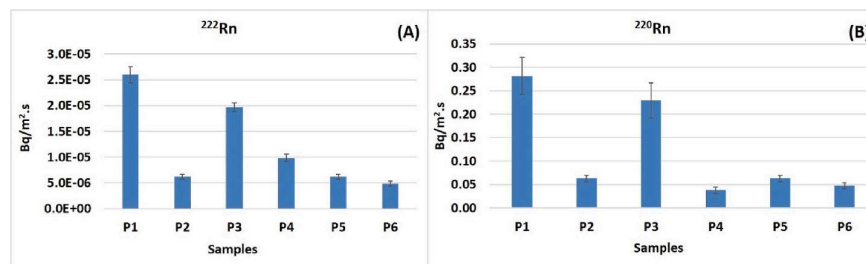 ²²²Rn
(A)
3.0E-05
2.5E-05
2.0E-05
1.5E-05
1.0E-05
5.0E-06
0.0E+00
Bq/m².s
P1 P2 P3 P4 P5 P6
Samples
²²⁰Rn
(B)
0.35
0.30
0.25
0.20
0.15
0.10
0.05
0.00
Bq/m².s
P1 P2 P3 P4 P5 P6
Samples